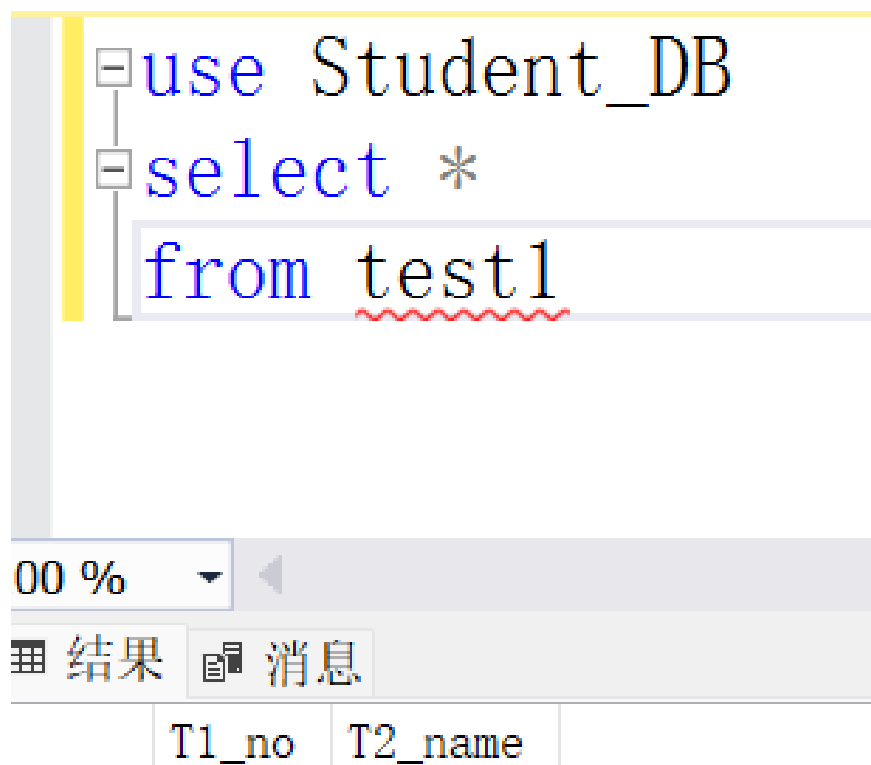 use Student_DB
select *
from test1
00 %
结果 消息
T1_no T2_name